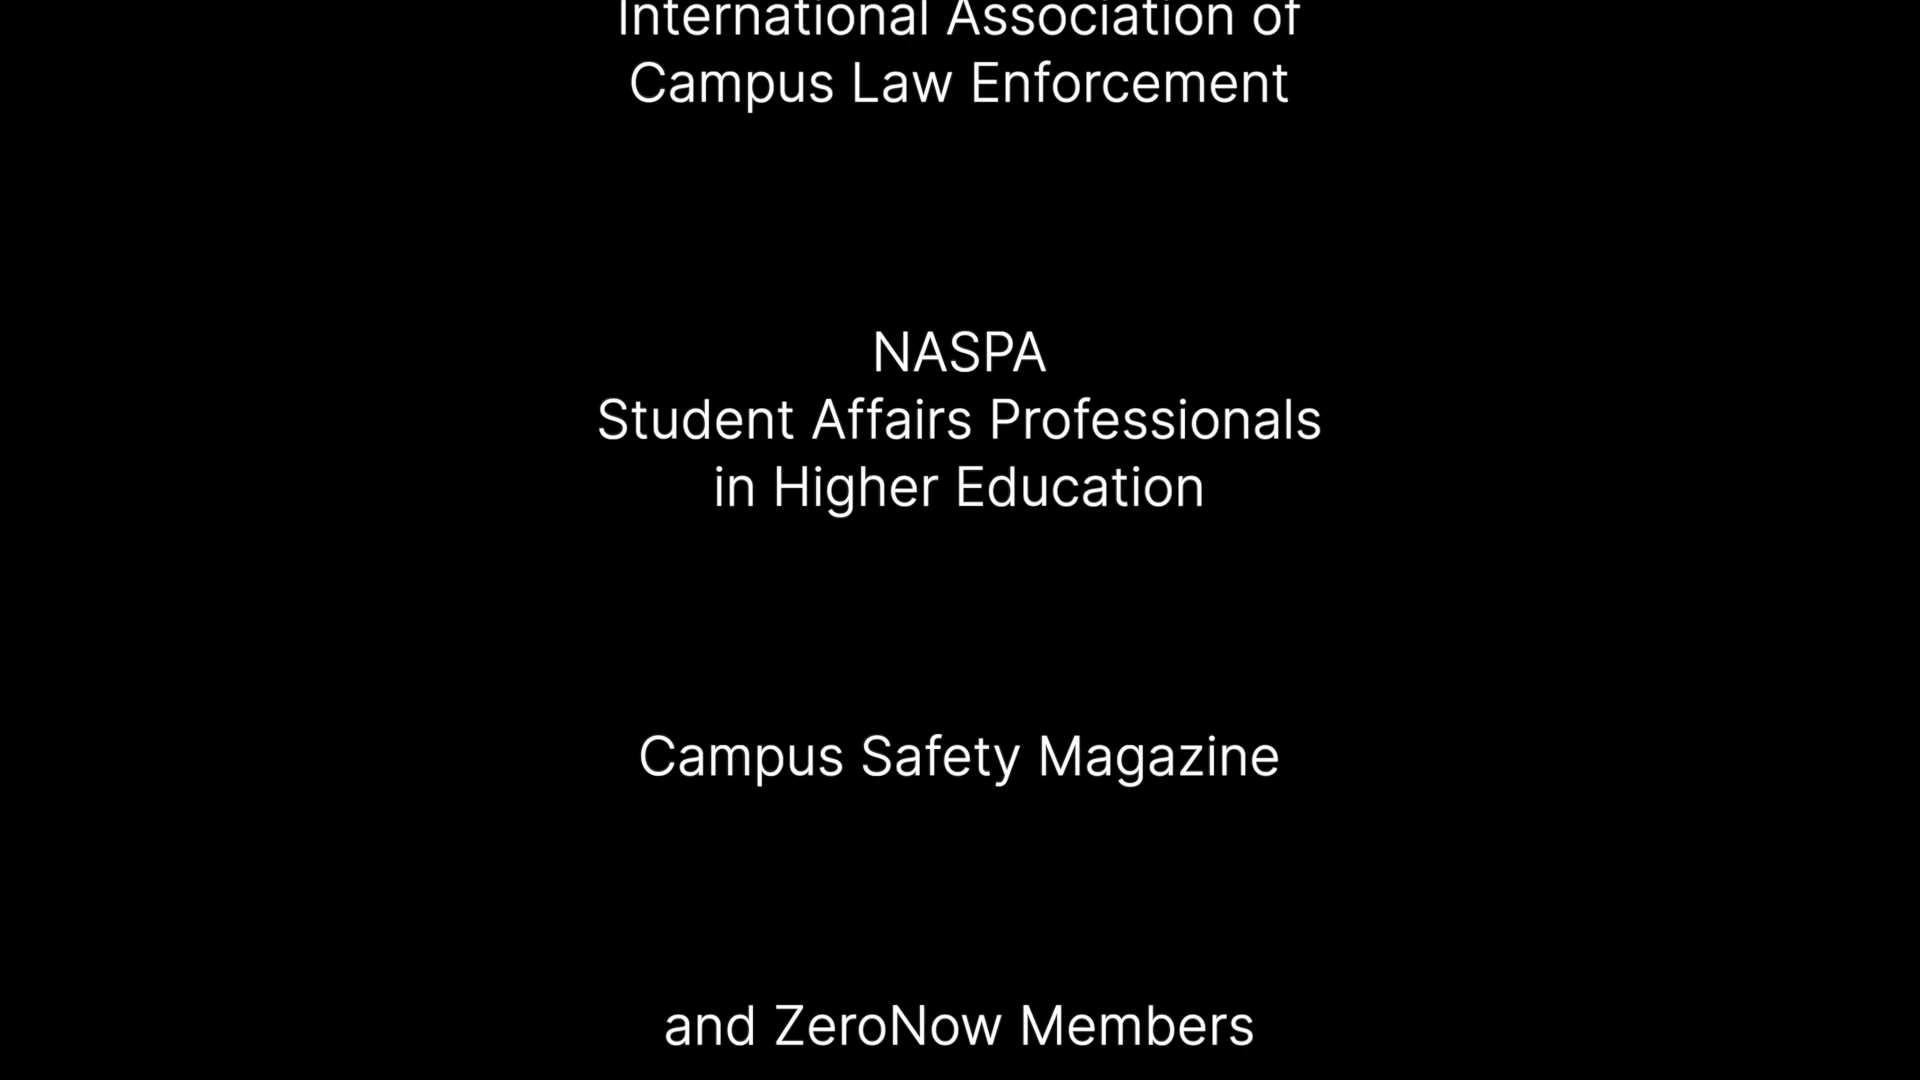 International Association of
Campus Law Enforcement
NASPA
Student Affairs Professionals
in Higher Education
Campus Safety Magazine
and ZeroNow Members